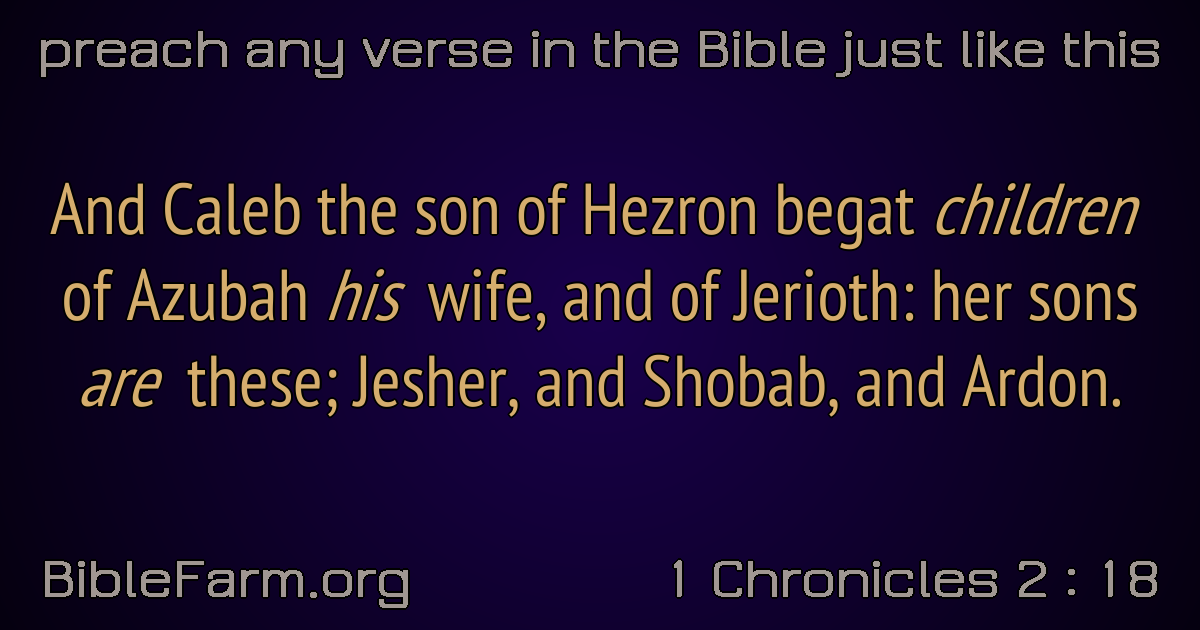 preach any verse in the Bible just like this
And Caleb the son of Hezron begat children
of Azubah his wife, and of Jerioth: her sons
are these; Jesher, and Shobab, and Ardon.
BibleFarm.org
1 Chronicles 2 : 18